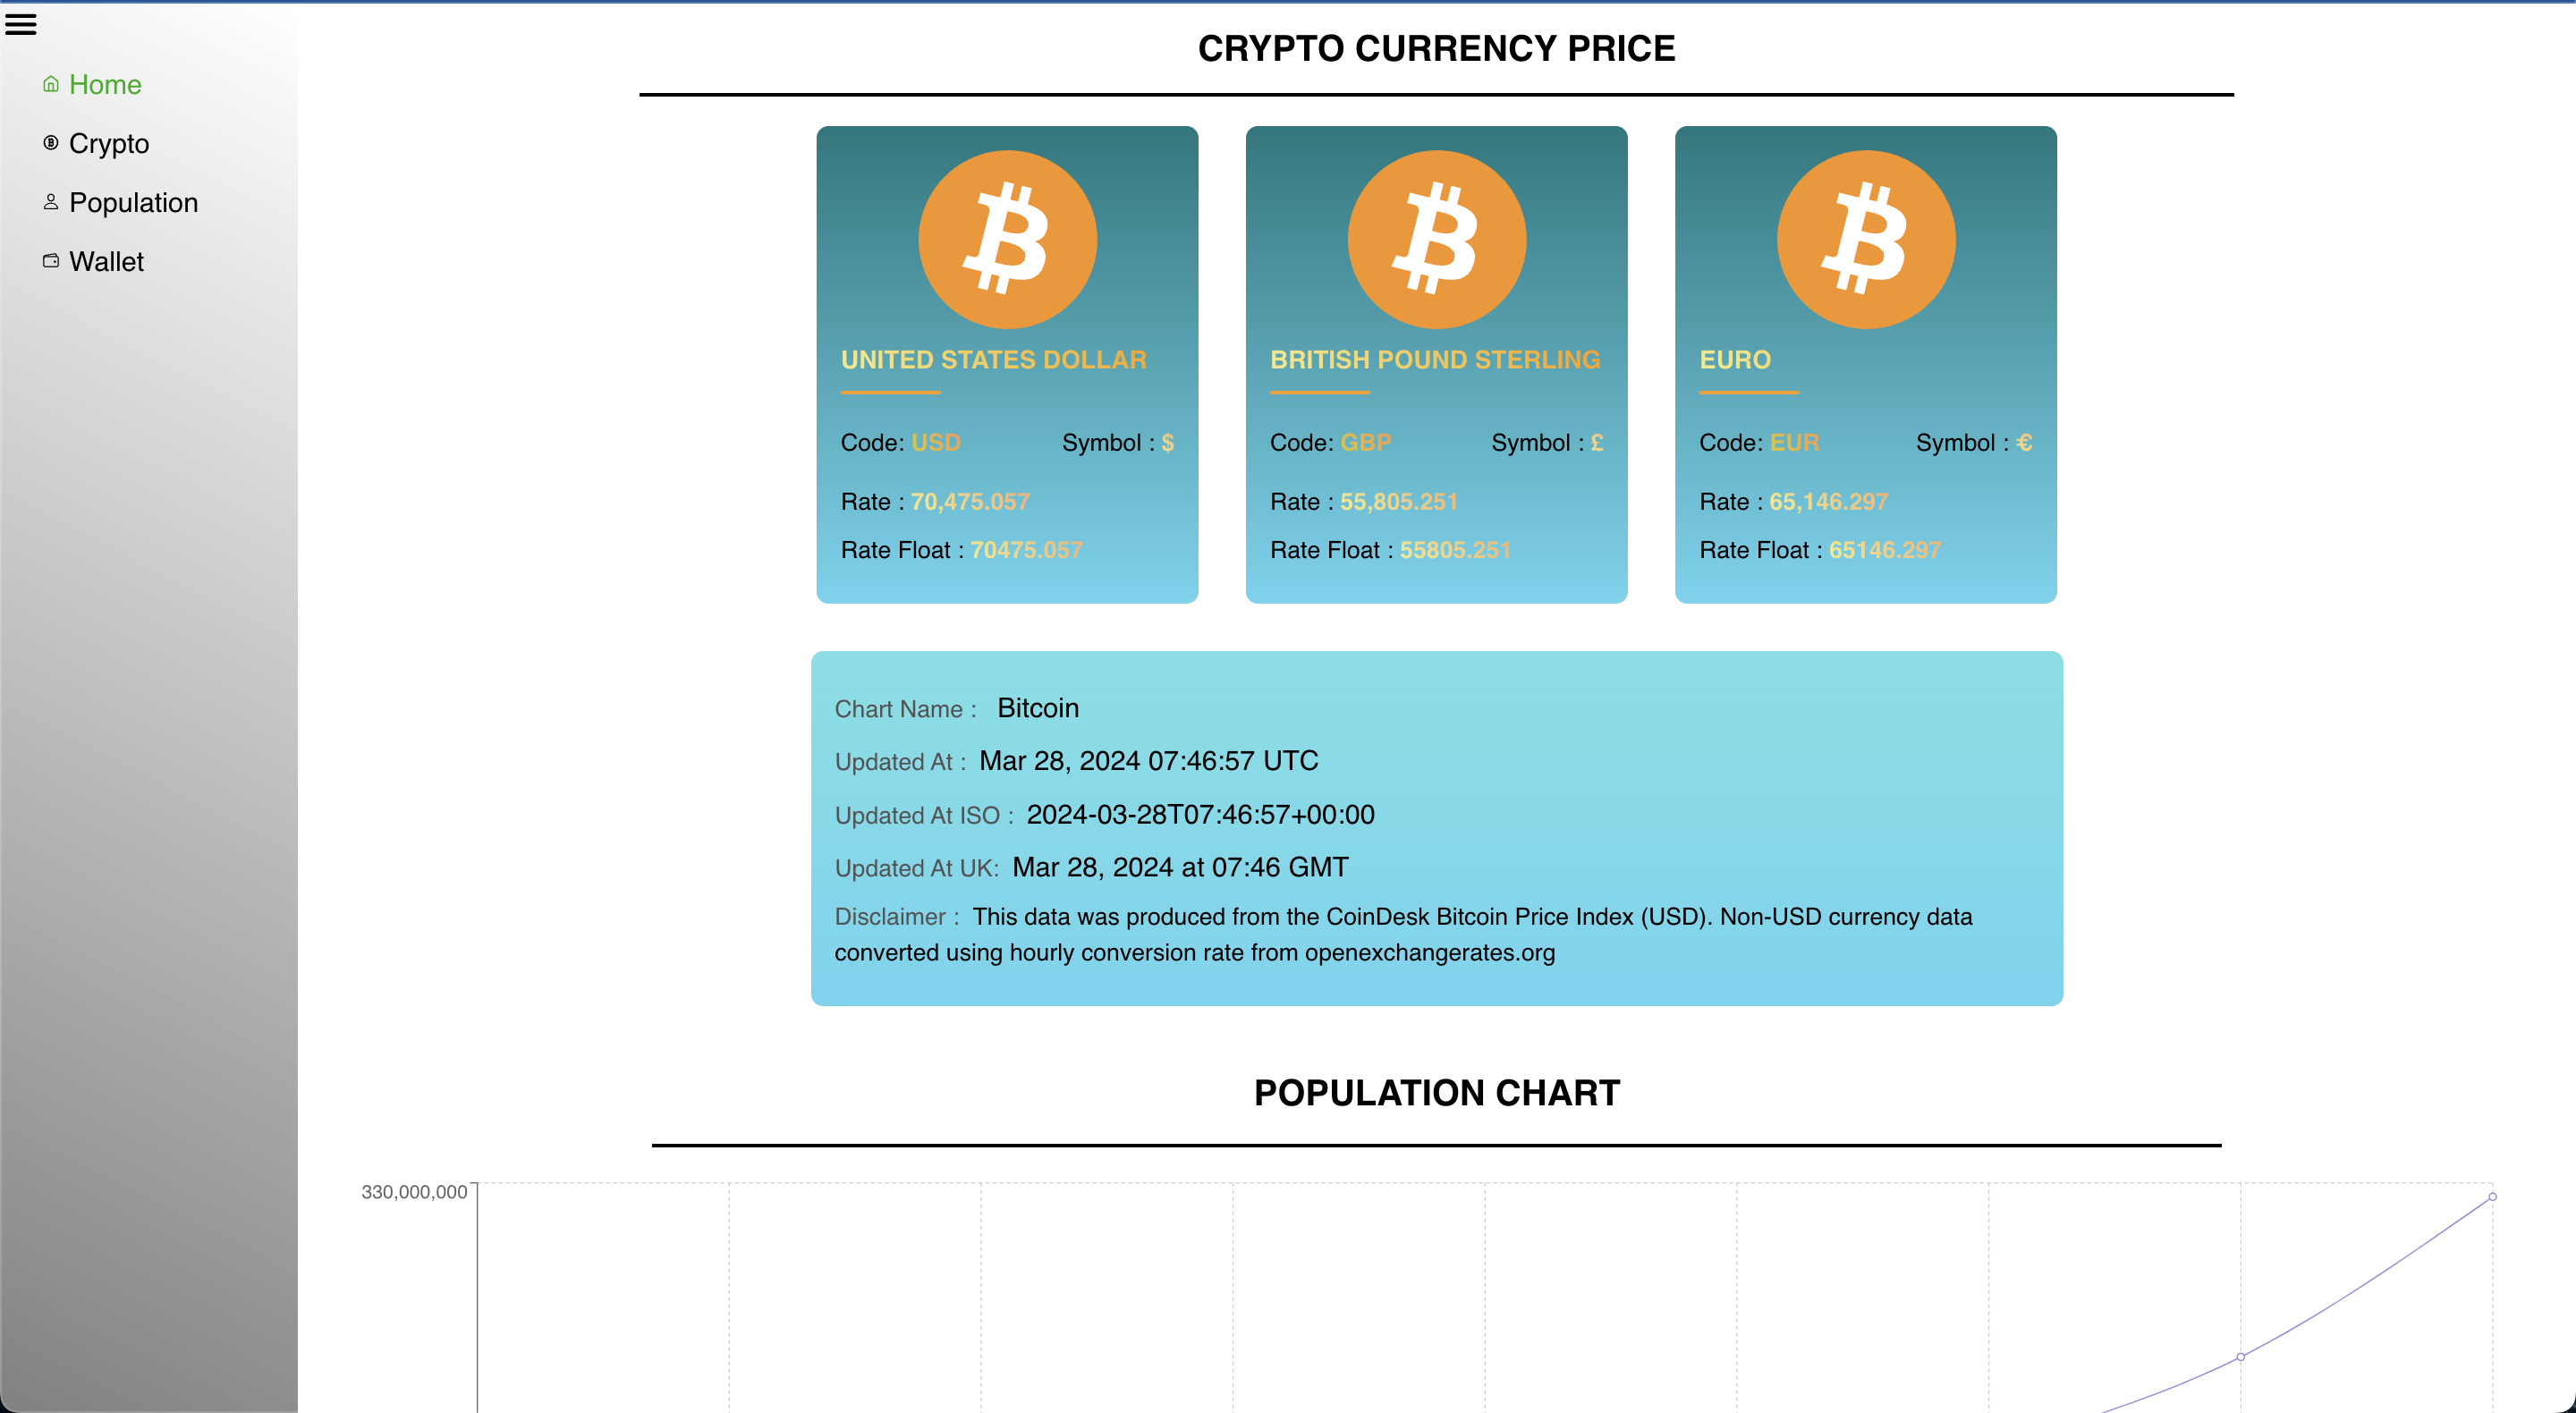 Home
Crypto
Population
Wallet
CRYPTO CURRENCY PRICE
UNITED STATES DOLLAR
Code: USD Symbol : $
Rate : 70,475.057
Rate Float : 70475.057
BRITISH POUND STERLING
Code: GBP Symbol : £
Rate : 55,805.251
Rate Float : 55805.251
EURO
Code: EUR Symbol : €
Rate : 65,146.297
Rate Float : 65146.297
Chart Name : Bitcoin
Updated At : Mar 28, 2024 07:46:57 UTC
Updated At ISO : 2024-03-28T07:46:57+00:00
Updated At UK: Mar 28, 2024 at 07:46 GMT
Disclaimer : This data was produced from the CoinDesk Bitcoin Price Index (USD). Non-USD currency data
converted using hourly conversion rate from openexchangerates.org
POPULATION CHART
330,000,000